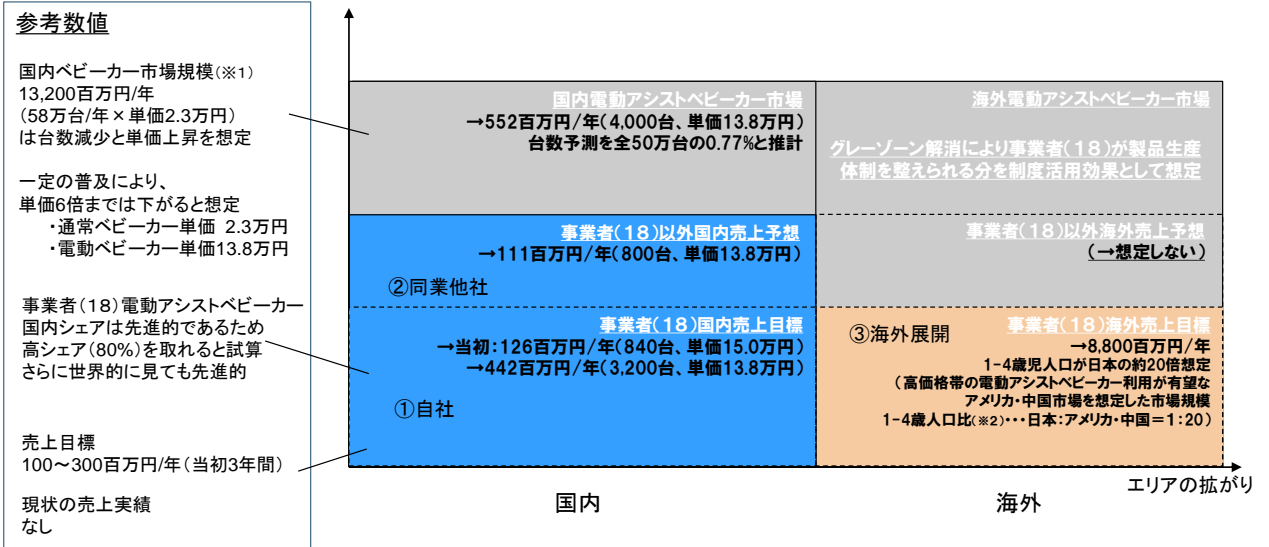 参考数値
国内ベビーカー市場規模(※1)
13,200百万円/年
(58万台/年×単価2.3万円)
は台数減少と単価上昇を想定
一定の普及により、
単価6倍までは下がると想定
・通常ベビーカー単価 2.3万円
・電動ベビーカー単価13.8万円
事業者(18)電動アシストベビーカー
国内シェアは先進的であるため
高シェア(80%)を取れると試算
さらに世界的に見ても先進的
売上目標
100~300百万円/年(当初3年間)
現状の売上実績
なし
国内電動アシストベビーカー市場
→552百万円/年(4,000台、単価13.8万円)
台数予測を全50万台の0.77%と推計
海外電動アシストベビーカー市場
グレーゾーン解消により事業者(18)が製品生産
体制を整えられる分を制度活用効果として想定
事業者(18)以外国内売上予想
→111百万円/年(800台、単価13.8万円)
②同業他社
事業者(18)以外海外売上予想
(→想定しない)
事業者(18)国内売上目標
→当初:126百万円/年(840台、単価15.0万円)
→442百万円/年(3,200台、単価13.8万円)
①自社
③海外展開 事業者(18)海外売上目標
→8,800百万円/年
1-4歳児人口が日本の約20倍想定
(高価格帯の電動アシストベビーカー利用が有望な
アメリカ・中国市場を想定した市場規模
1-4歳人口比(※2)・・・日本:アメリカ・中国=1:20)
エリアの拡がり
国内
海外